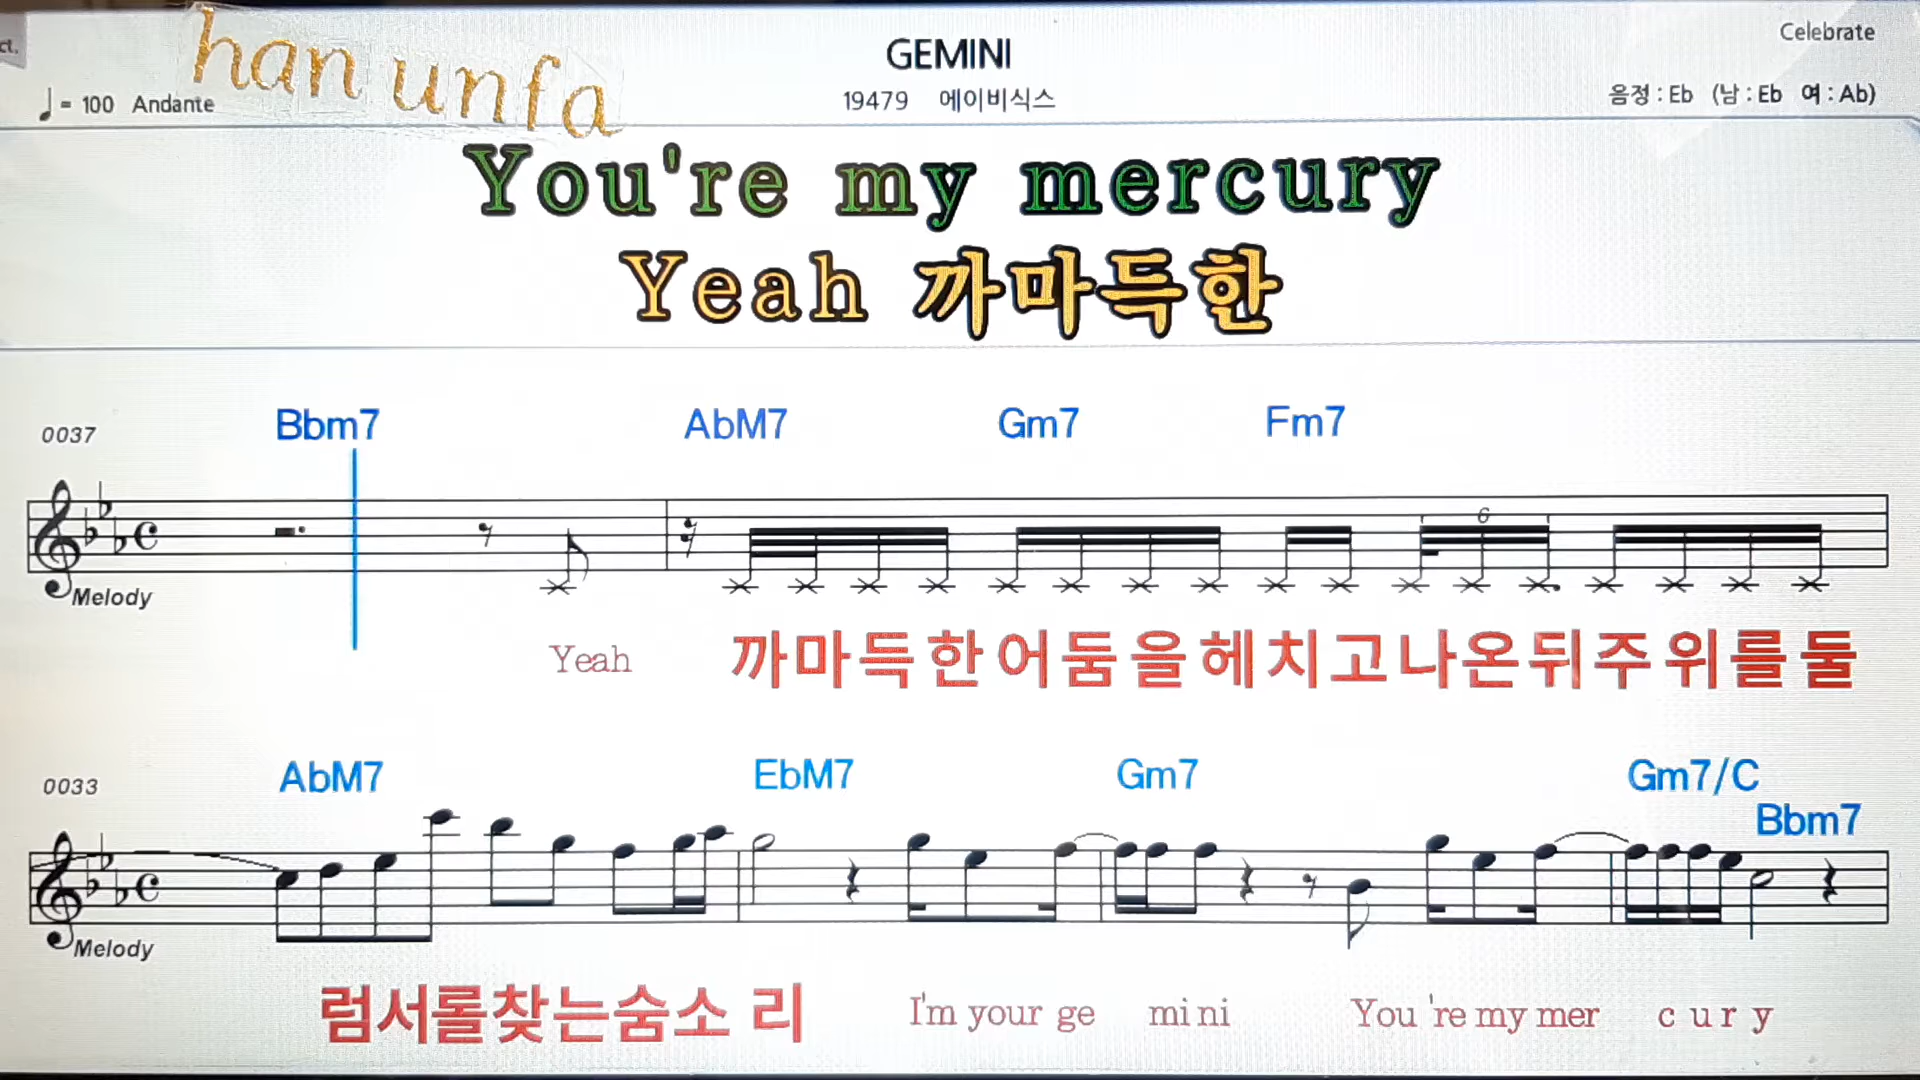 ct.
han unfa
GEMINI
Celebrate
♩= 100 Andante
19479 에이비식스
음정 : Eb (남 : Eb 여 : Ab)
You're my mercury
Yeah 까마득한
0037
Bbm7 AbM7 Gm7 Fm7
6
Melody
Yeah 까마득한어둠을헤치고나온뒤주위를둘
0033
AbM7 EbM7 Gm7 Gm7/C
Bbm7
Melody
럼서롤찾는숨소 리 I'm your ge mi ni You 're my mer c u r y